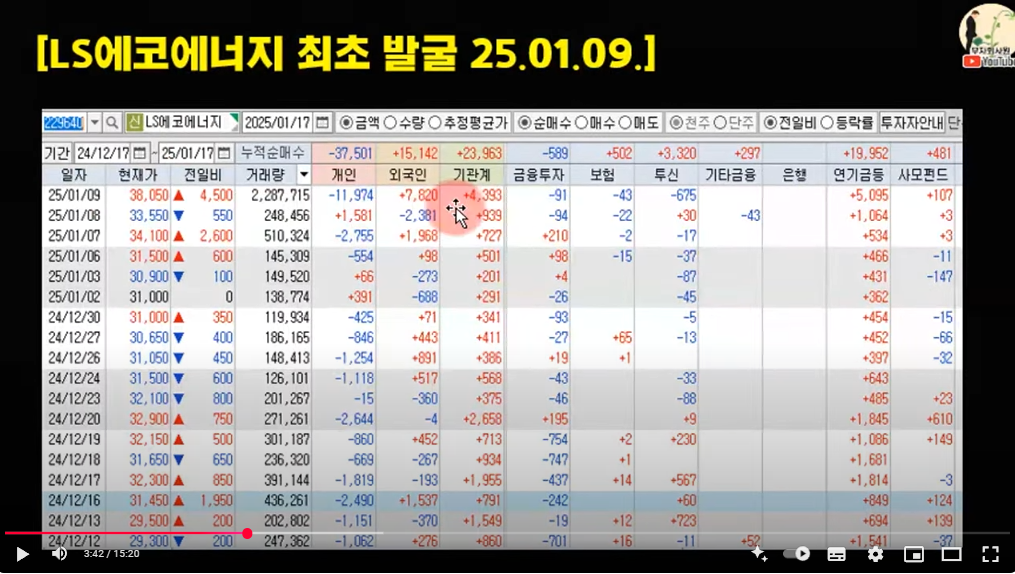 [LS에코에너지 최초 발굴 25.01.09.]
부자회사원
YouTube
229640 신 LS에코에너지 2025/01/17 금액 수량 추정평균가 순매수 매수 매도 천주 단주 전일비 등락률 투자자안내 단
기간 24/12/17 ~ 25/01/17 누적순매수 -37,501 +15,142 +23,963 -589 +502 +3,320 +297 +19,952 +481
일자 현재가 전일비 거래량 개인 외국인 기관계 금융투자 보험 투신 기타금융 은행 연기금등 사모펀드
25/01/09 38,050 ▲ 4,500 2,287,715 -11,974 +7,820 +4,393 -91 -43 -675 +5,095 +107
25/01/08 33,550 ▼ 550 248,456 +1,581 -2,381 +939 -94 -22 +30 -43 +1,064 +3
25/01/07 34,100 ▲ 2,600 510,324 -2,755 +1,968 +727 +210 -2 -17 +534 +3
25/01/06 31,500 ▲ 600 145,309 -554 +98 +501 +98 -15 -37 +466 -11
25/01/03 30,900 ▼ 100 149,520 +66 -273 +201 +4 -87 +431 -147
25/01/02 31,000 0 138,774 +391 -688 +291 -26 -45 +362
24/12/30 31,000 ▲ 350 119,934 -425 +71 +341 -93 -5 +454 -15
24/12/27 30,650 ▼ 400 186,165 -846 +443 +411 -27 +65 -13 +452 -66
24/12/26 31,050 ▼ 450 148,413 -1,254 +891 +386 +19 +1 +397 -32
24/12/24 31,500 ▼ 600 126,101 -1,118 +517 +568 -43 -33 +643
24/12/23 32,100 ▼ 800 201,267 -15 -360 +375 -46 -88 +485 +23
24/12/20 32,900 ▲ 750 271,261 -2,644 -4 +2,658 +195 +9 +1,845 +610
24/12/19 32,150 ▲ 500 301,187 -860 +452 +713 -754 +2 +230 +1,086 +149
24/12/18 31,650 ▼ 650 236,320 -669 -267 +934 -747 +1 +1,681
24/12/17 32,300 ▲ 850 391,144 -1,819 -193 +1,955 -437 +14 +567 +1,814 -3
24/12/16 31,450 ▲ 1,950 436,261 -2,490 +1,537 +791 -242 +60 +849 +124
24/12/13 29,500 ▲ 200 202,802 -1,151 -370 +1,549 -19 +12 +723 +694 +139
24/12/12 29,300 ▼ 200 247,362 -1,062 +276 +860 -701 +16 -11 +52 +1,541 -37
3:42 / 15:20